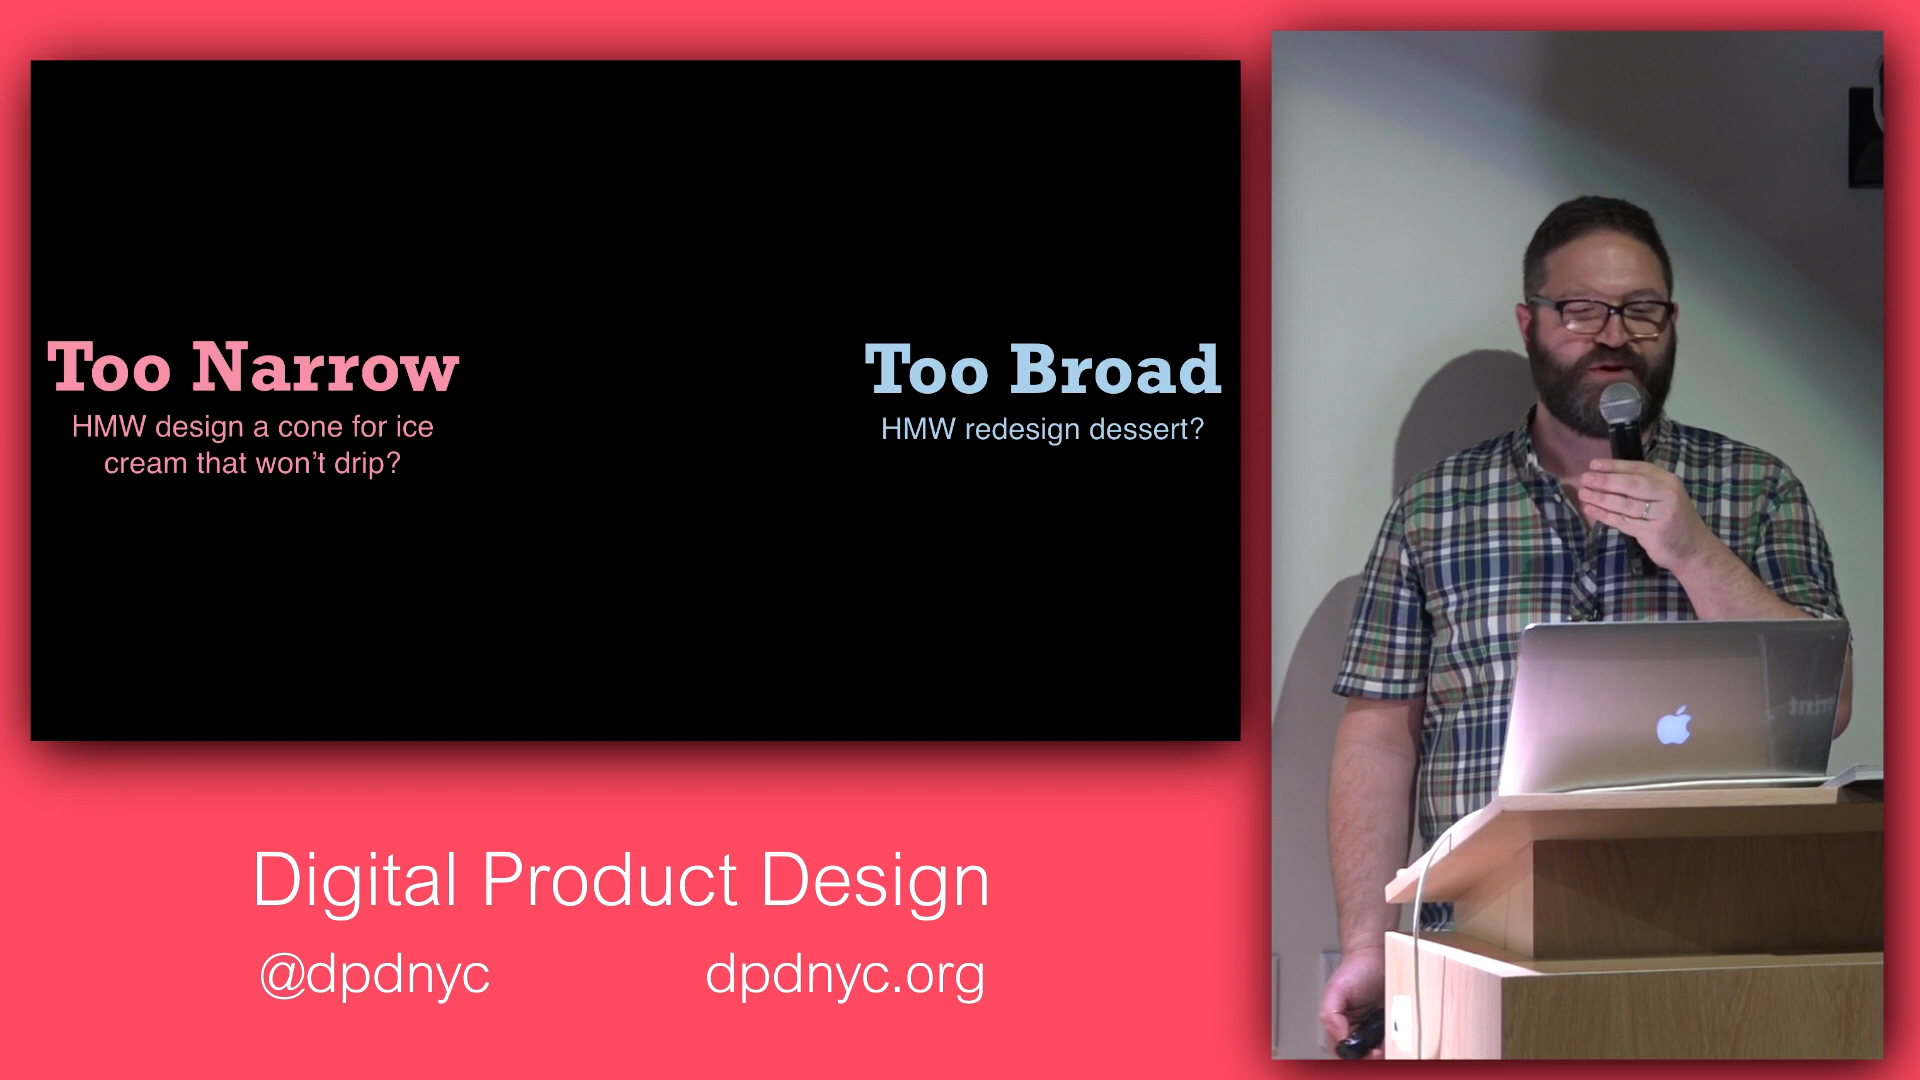 Too Narrow
HMW design a cone for ice
cream that won't drip?
Too Broad
HMW redesign dessert?
Digital Product Design
@dpdnyc
dpdnyc.org